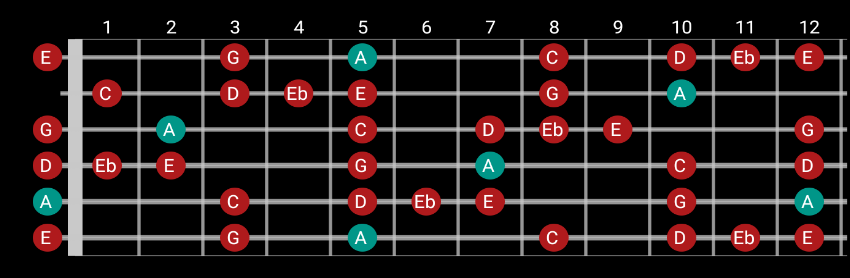 1 2 3 4 5 6 7 8 9 10 11 12
E G A C D Eb E
C D Eb E G A
G A C D Eb E G
D Eb E G A C D
A C D Eb E G A
E G A C D Eb E